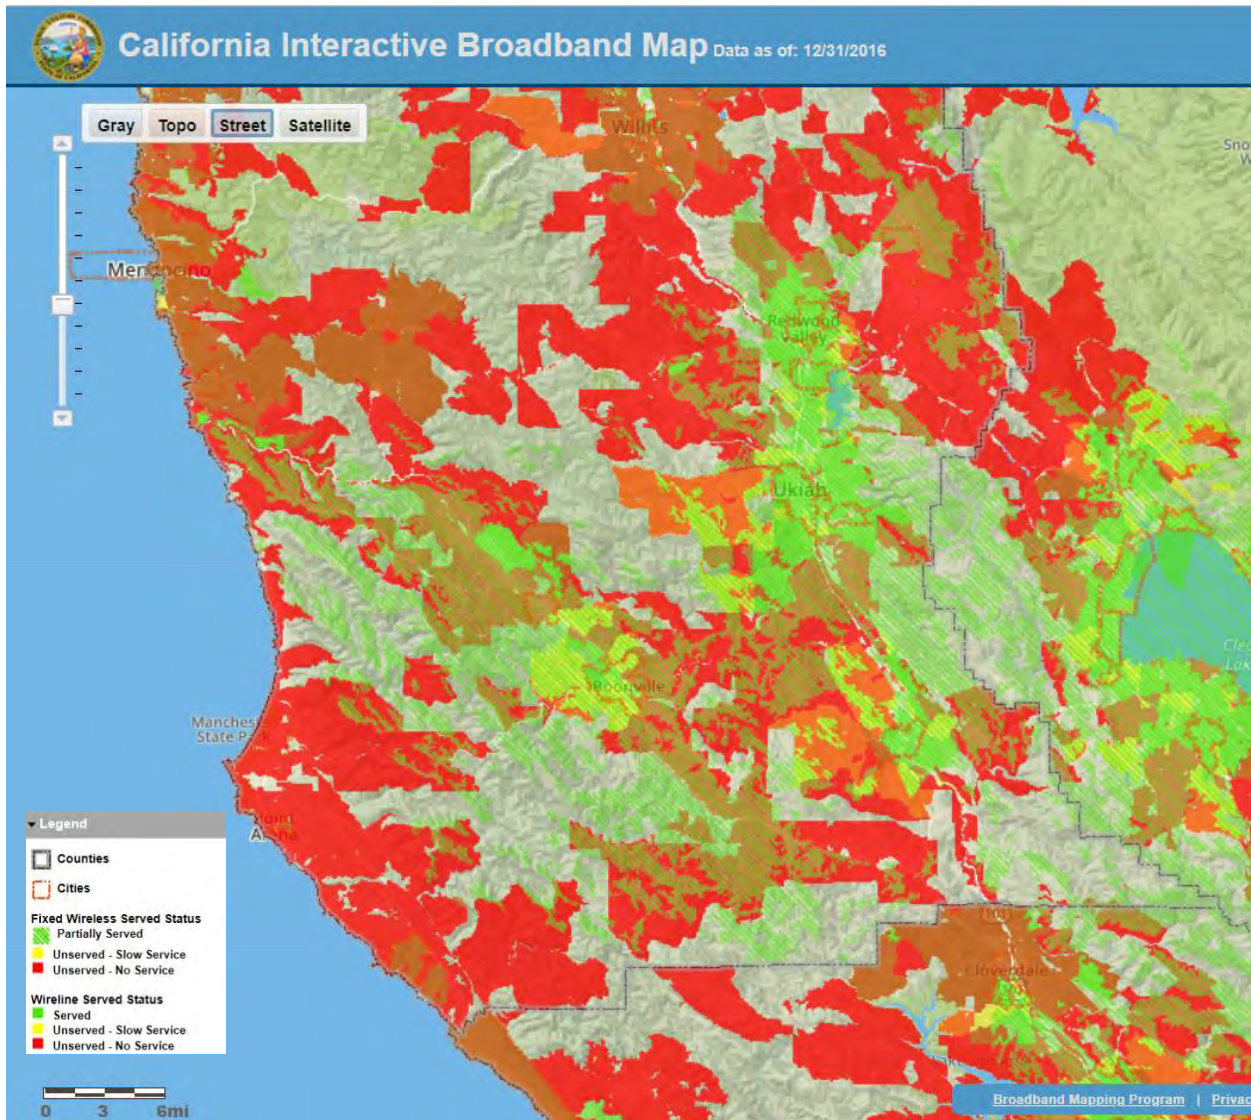 California Interactive Broadband Map Data as of: 12/31/2016
Gray Topo Street Satellite
Willits
Mendocino
Redwood
Valley
Ukiah
Boonville
Manchester
State Park
Point
Arena
101
Cloverdale
Legend
Counties
Cities
Fixed Wireless Served Status
Partially Served
Unserved - Slow Service
Unserved - No Service
Wireline Served Status
Served
Unserved - Slow Service
Unserved - No Service
0 3 6mi
Broadband Mapping Program | Privac